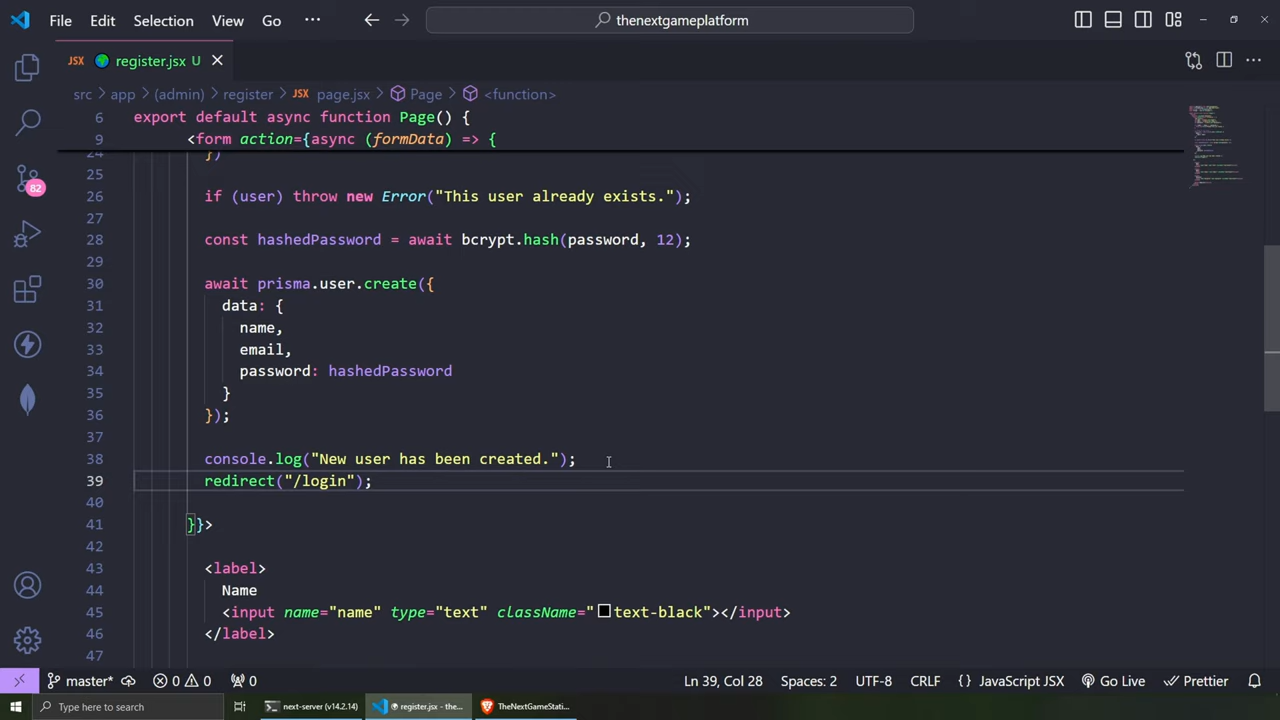 File Edit Selection View Go ··· thenextgameplatform
JSX register.jsx U
src > app > (admin) > register > JSX page.jsx > Page > <function>
6 export default async function Page() {
9 <form action={async (formData) => {
24 })
25
26 if (user) throw new Error("This user already exists.");
27
28 const hashedPassword = await bcrypt.hash(password, 12);
29
30 await prisma.user.create({
31 data: {
32 name,
33 email,
34 password: hashedPassword
35 }
36 });
37
38 console.log("New user has been created.");
39 redirect("/login");
40
41 }}>
42
43 <label>
44 Name
45 <input name="name" type="text" className="text-black"></input>
46 </label>
47
82
master* 0 0 0 Ln 39, Col 28 Spaces: 2 UTF-8 CRLF {} JavaScript JSX Go Live Prettier
Type here to search next-server (v14.2.14) register.jsx - the... TheNextGameStati...